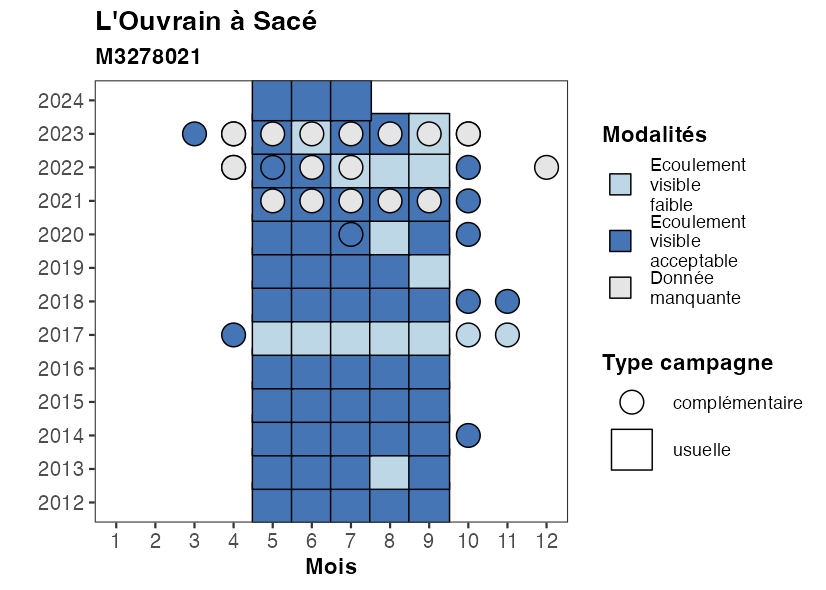 L'Ouvrain à Sacé
M3278021
2024
2023
2022
2021
2020
2019
2018
2017
2016
2015
2014
2013
2012
1 2 3 4 5 6 7 8 9 10 11 12
Mois
Modalités
Ecoulement
visible
faible
Ecoulement
visible
acceptable
Donnée
manquante
Type campagne
complémentaire
usuelle